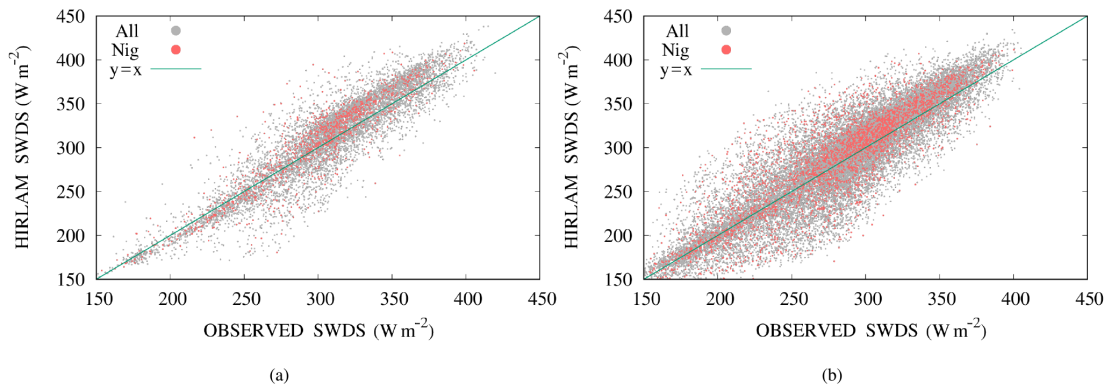 450
400
350
300
250
200
150
HIRLAM SWDS (W m⁻²)
All
Nig
y=x
150 200 250 300 350 400 450
OBSERVED SWDS (W m⁻²)
(a)
450
400
350
300
250
200
150
HIRLAM SWDS (W m⁻²)
All
Nig
y=x
150 200 250 300 350 400 450
OBSERVED SWDS (W m⁻²)
(b)